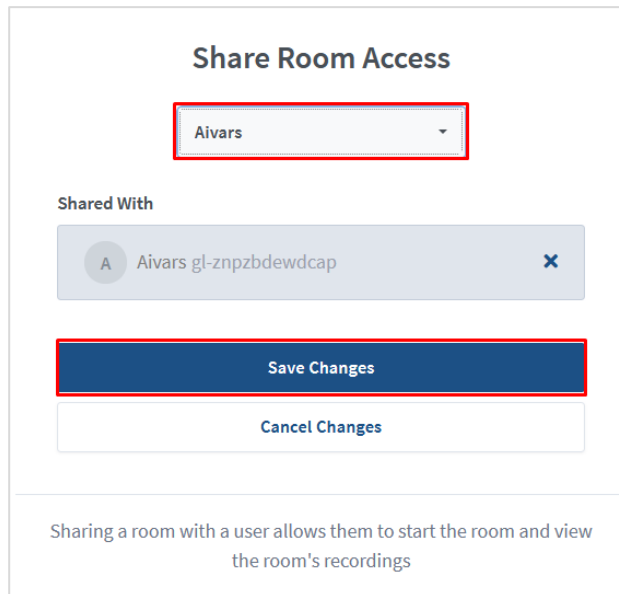 Share Room Access
Aivars
Shared With
A Aivars gl-znpzbdewdcap
Save Changes
Cancel Changes
Sharing a room with a user allows them to start the room and view
the room's recordings